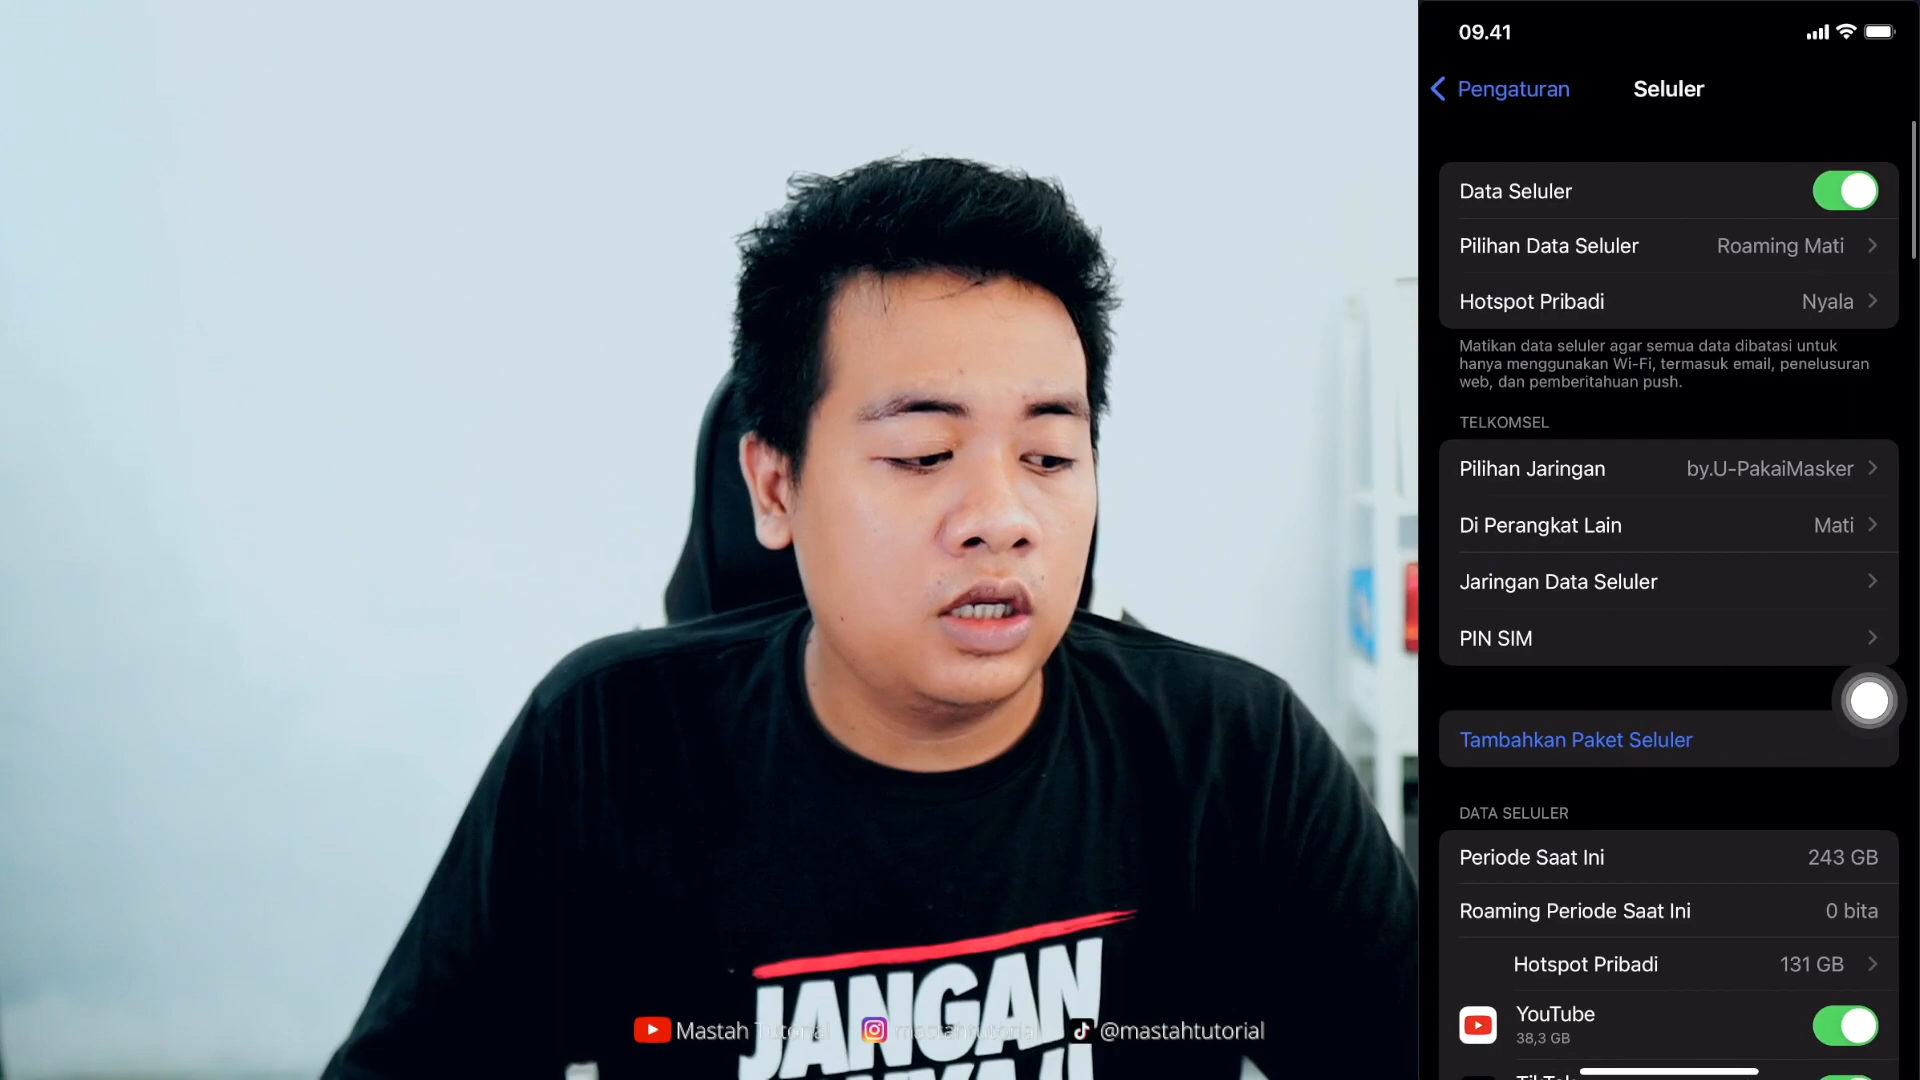 09.41
Pengaturan
Seluler
Data Seluler
Pilihan Data Seluler Roaming Mati
Hotspot Pribadi Nyala
Matikan data seluler agar semua data dibatasi untuk
hanya menggunakan Wi-Fi, termasuk email, penelusuran
web, dan pemberitahuan push.
TELKOMSEL
Pilihan Jaringan by.U-PakaiMasker
Di Perangkat Lain Mati
Jaringan Data Seluler
PIN SIM
Tambahkan Paket Seluler
DATA SELULER
Periode Saat Ini 243 GB
Roaming Periode Saat Ini 0 bita
Hotspot Pribadi 131 GB
YouTube
38,3 GB
TikTok
JANGAN
Mastah Tutorial mastahtutorial @mastahtutorial